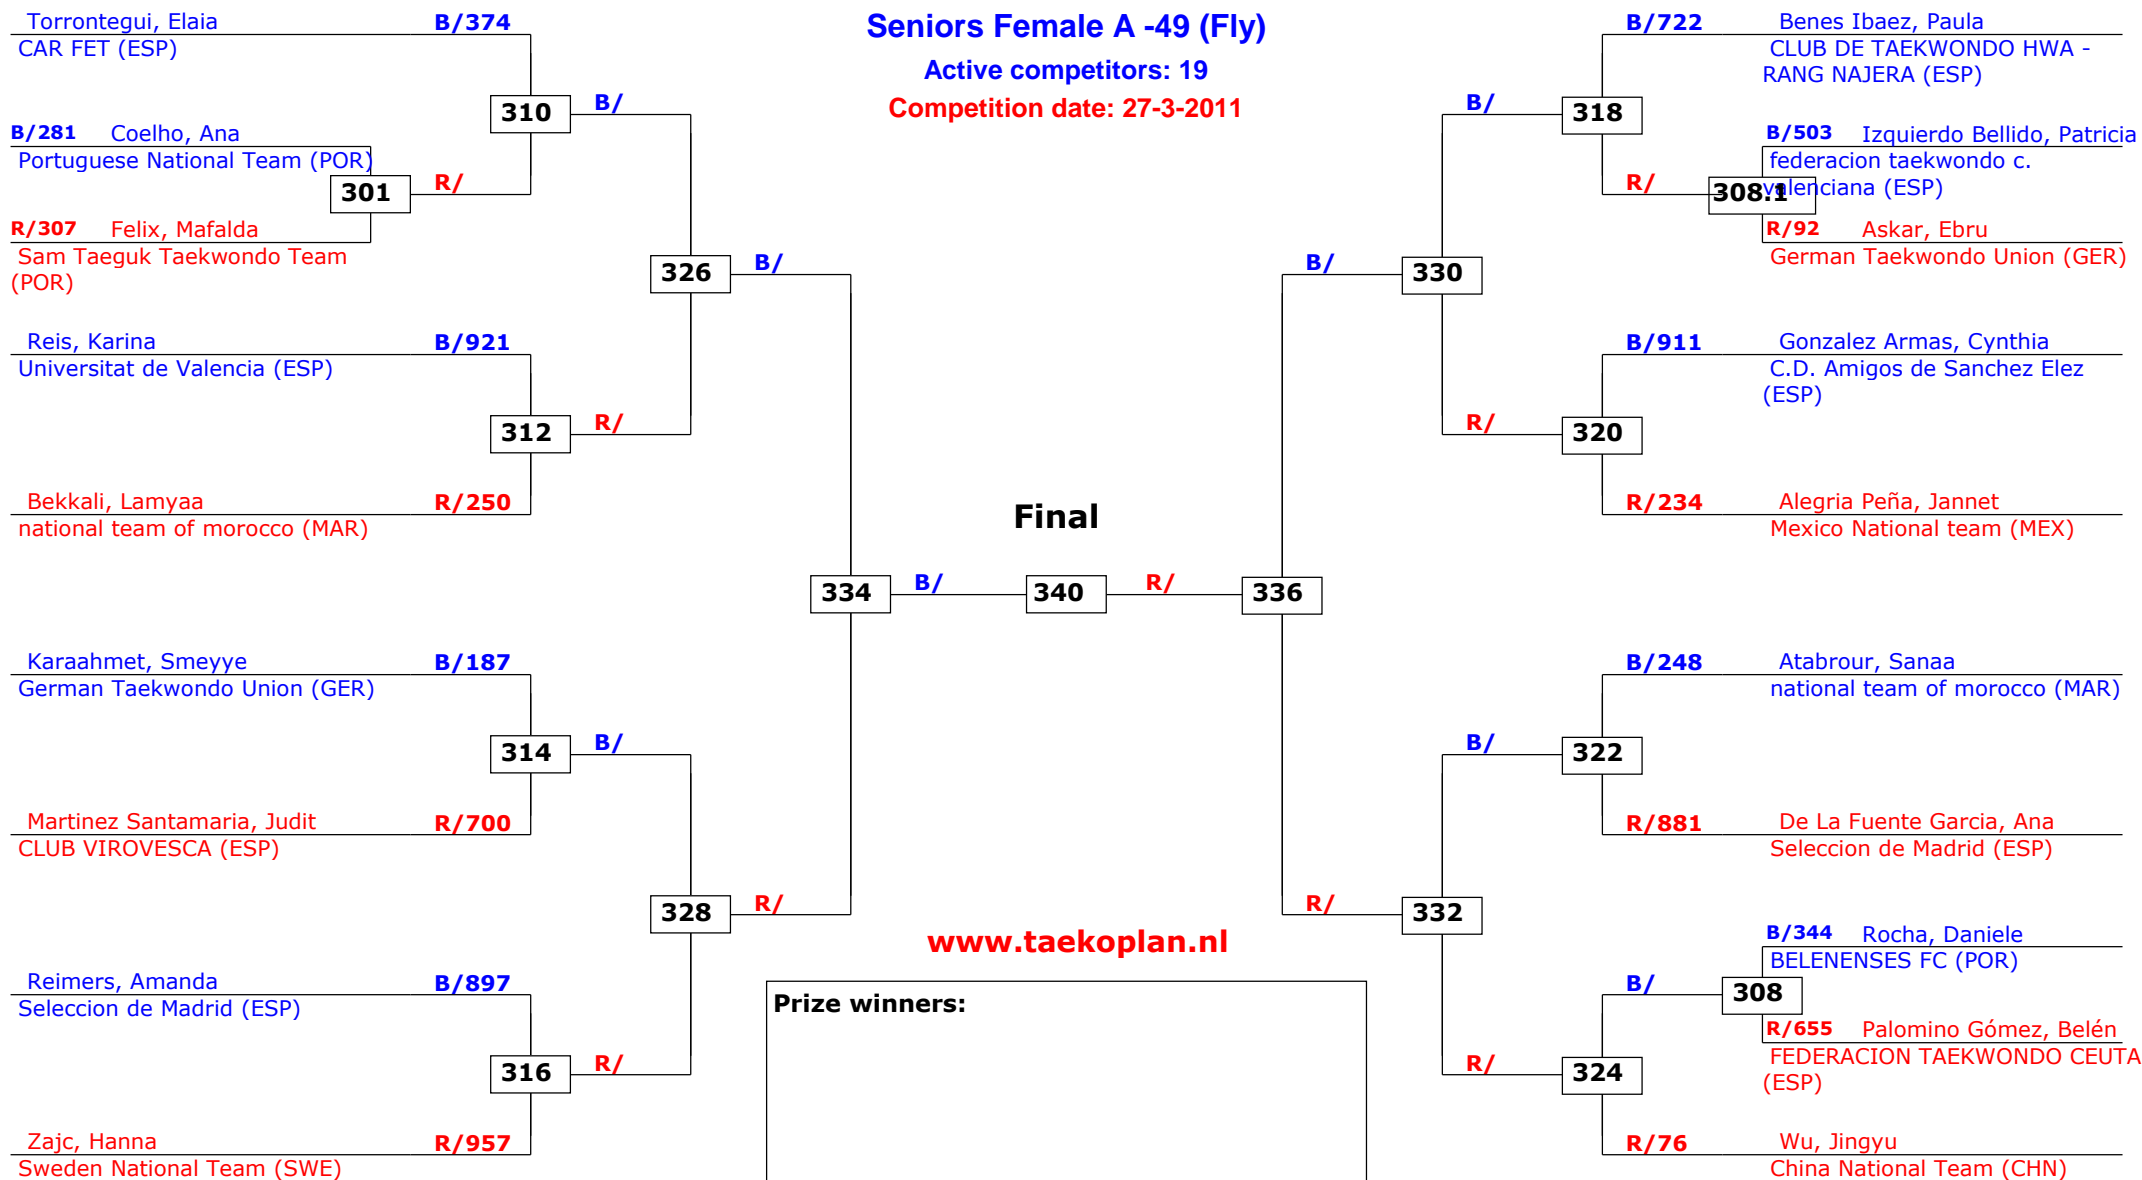 Seniors Female A -49 (Fly)
Active competitors: 19
Competition date: 27-3-2011
Torrontegui, Elaia B/374
CAR FET (ESP)
310
B/
B/281 Coelho, Ana
Portuguese National Team (POR)
301
R/
R/307 Felix, Mafalda
Sam Taeguk Taekwondo Team
(POR)
326
B/
Reis, Karina B/921
Universitat de Valencia (ESP)
312
R/
Bekkali, Lamyaa R/250
national team of morocco (MAR)
334
B/
Karaahmet, Smeyye B/187
German Taekwondo Union (GER)
314
B/
Martinez Santamaria, Judit R/700
CLUB VIROVESCA (ESP)
328
R/
Reimers, Amanda B/897
Seleccion de Madrid (ESP)
316
R/
Zajc, Hanna R/957
Sweden National Team (SWE)
Final
340
R/
336
www.taekoplan.nl
Prize winners:
B/722 Benes Ibaez, Paula
CLUB DE TAEKWONDO HWA -
RANG NAJERA (ESP)
B/
318
B/503 Izquierdo Bellido, Patricia
federacion taekwondo c.
valenciana (ESP)
R/
308.1
R/92 Askar, Ebru
German Taekwondo Union (GER)
B/
330
B/911 Gonzalez Armas, Cynthia
C.D. Amigos de Sanchez Elez
(ESP)
R/
320
R/234 Alegria Peña, Jannet
Mexico National team (MEX)
B/248 Atabrour, Sanaa
national team of morocco (MAR)
B/
322
R/881 De La Fuente Garcia, Ana
Seleccion de Madrid (ESP)
R/
332
B/344 Rocha, Daniele
BELENENSES FC (POR)
B/
308
R/655 Palomino Gómez, Belén
FEDERACION TAEKWONDO CEUTA
(ESP)
R/
324
R/76 Wu, Jingyu
China National Team (CHN)